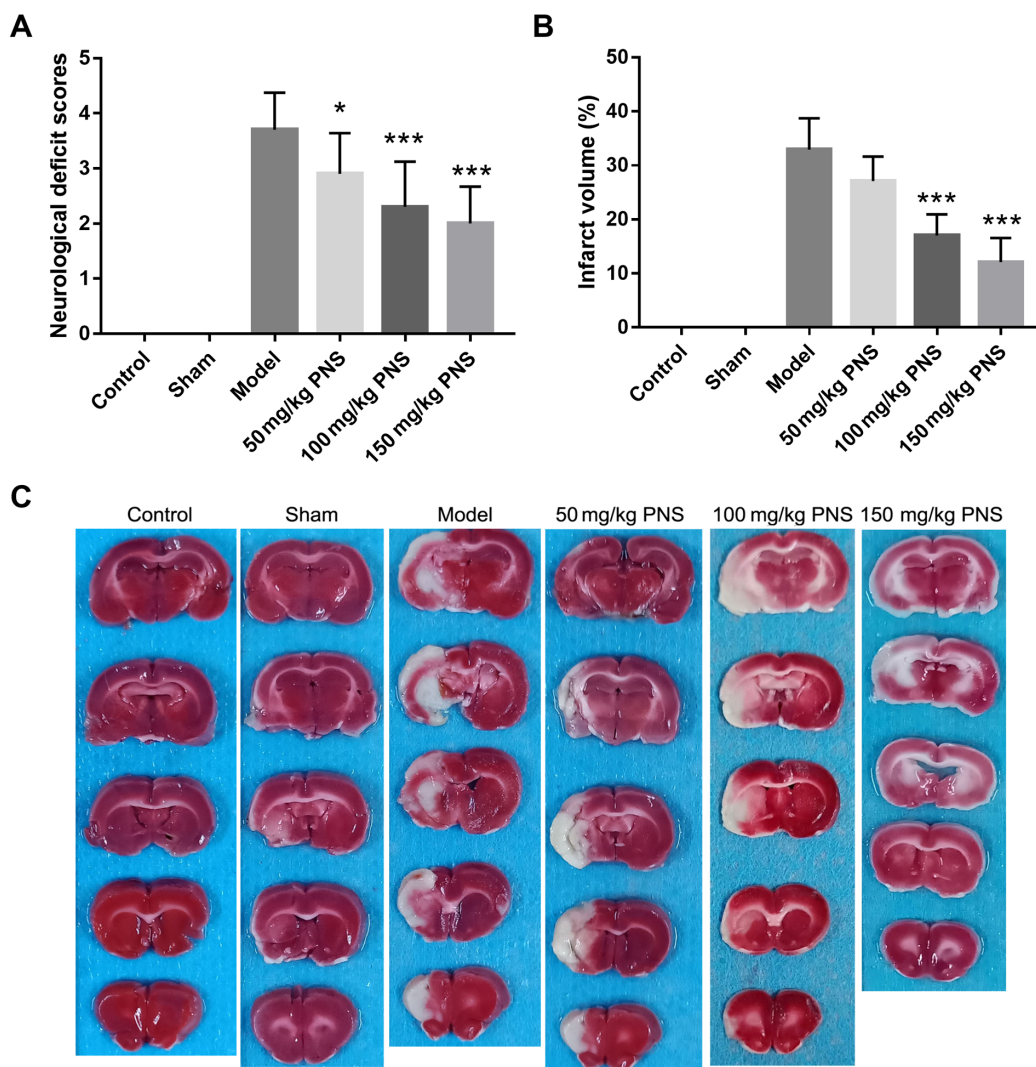 A
Neurological deficit scores
5
4
3
2
1
0
*
***
***
Control
Sham
Model
50 mg/kg PNS
100 mg/kg PNS
150 mg/kg PNS
B
Infarct volume (%)
50
40
30
20
10
0
***
***
Control
Sham
Model
50 mg/kg PNS
100 mg/kg PNS
150 mg/kg PNS
C
Control Sham Model 50 mg/kg PNS 100 mg/kg PNS 150 mg/kg PNS